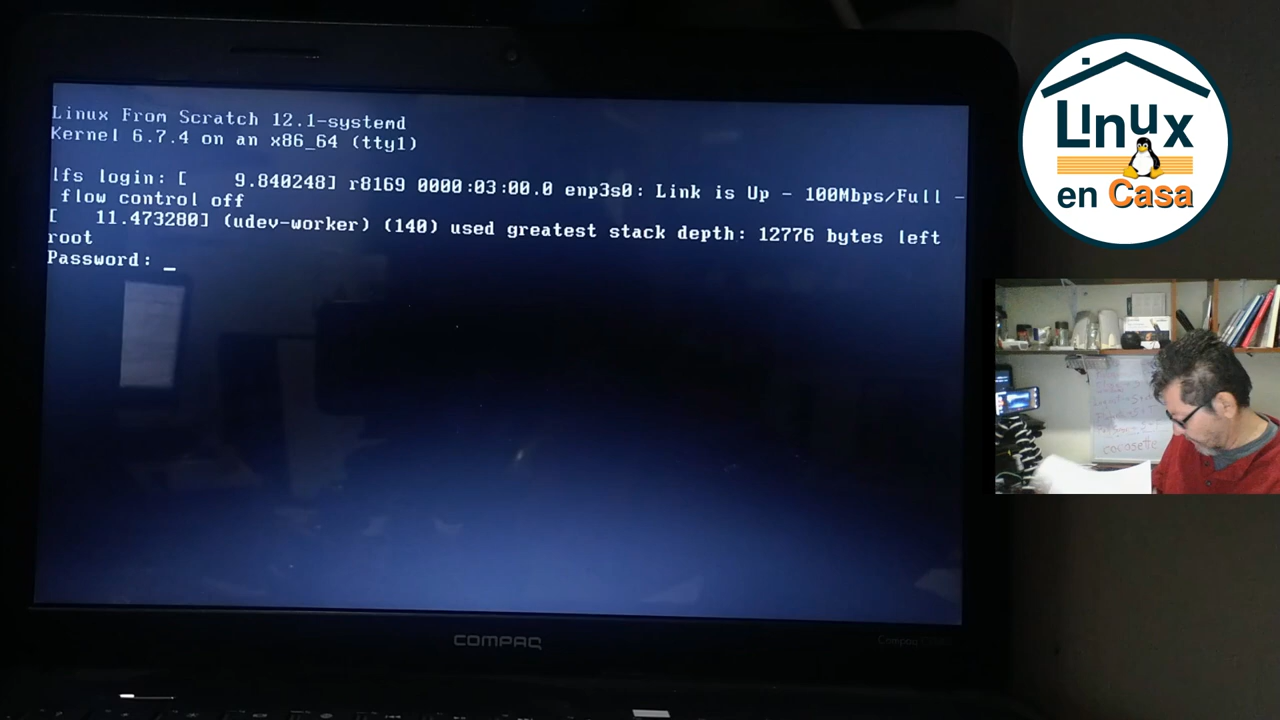 Linux From Scratch 12.1-systemd
Kernel 6.7.4 on an x86_64 (tty1)
lfs login: [    9.840248] r8169 0000:03:00.0 enp3s0: Link is Up - 100Mbps/Full -
flow control off
[   11.473280] (udev-worker) (140) used greatest stack depth: 12776 bytes left
root
Password: _
COMPAQ
Compaq
Linux
en Casa
cocosette